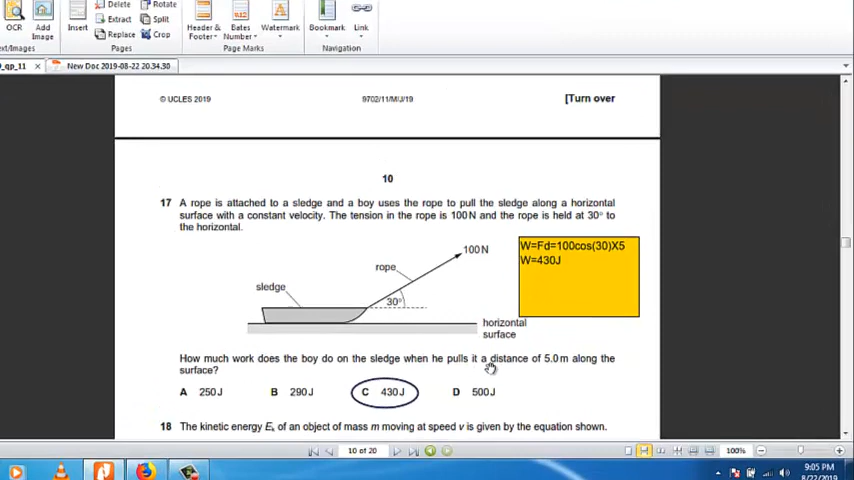 Delete
Rotate
OCR
Add
Image
Insert
Extract
Split
Replace
Crop
Header &
Footer
Bates
Number
Watermark
Bookmark
Link
Pages
Page Marks
Navigation
_qp_11
New Doc 2019-08-22 20.34.30
© UCLES 2019
9702/11/M/J/19
[Turn over
10
17 A rope is attached to a sledge and a boy uses the rope to pull the sledge along a horizontal
surface with a constant velocity. The tension in the rope is 100 N and the rope is held at 30° to
the horizontal.
100 N
rope
sledge
30°
horizontal
surface
W=Fd=100cos(30)X5
W=430J
How much work does the boy do on the sledge when he pulls it a distance of 5.0 m along the
surface?
A 250 J B 290 J C 430 J D 500 J
18 The kinetic energy Eₖ of an object of mass m moving at speed v is given by the equation shown.
10 of 20
100%
9:05 PM
8/22/2019